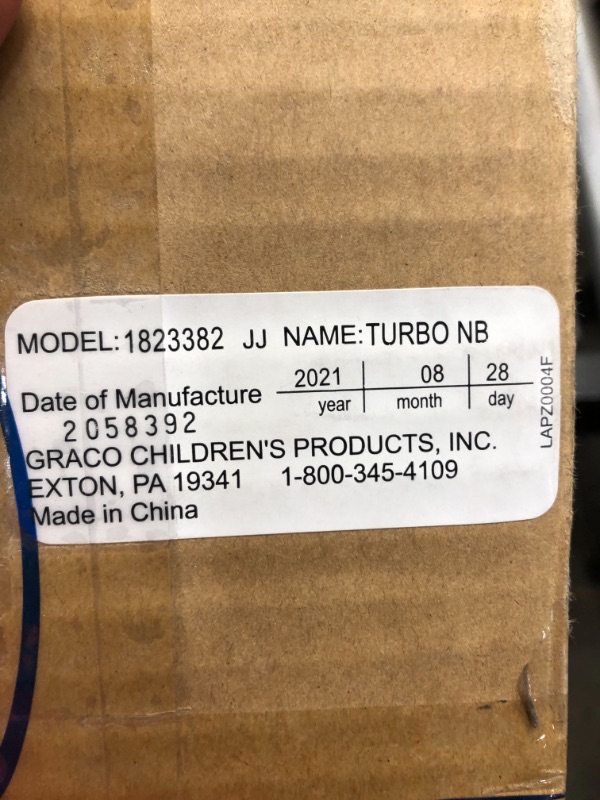 MODEL:1823382 JJ NAME:TURBO NB
Date of Manufacture 2021 08 28
year month day
2058392
GRACO CHILDREN'S PRODUCTS, INC.
EXTON, PA 19341 1-800-345-4109
Made in China
LAPZ0004F